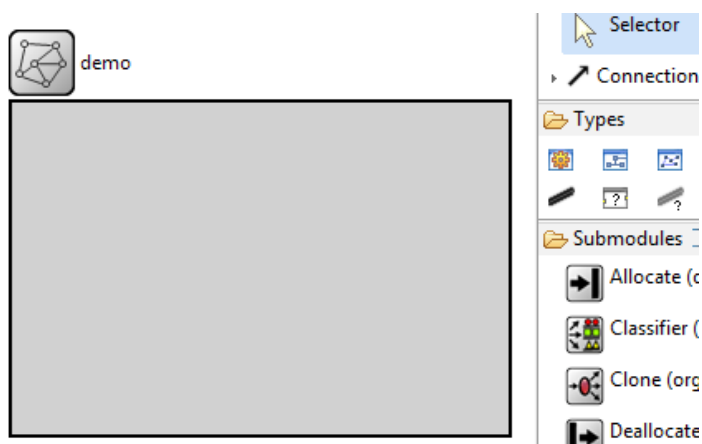 demo
Selector
Connection
Types
Submodules
Allocate (
Classifier (
Clone (org
Deallocate